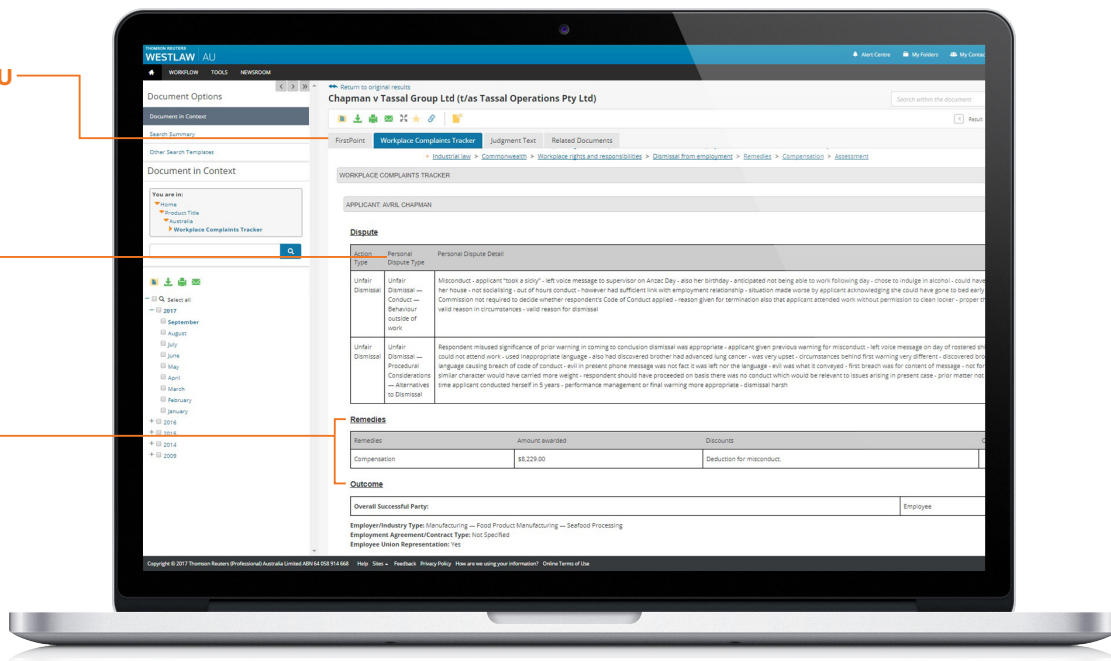 U
THOMSON REUTERS
WESTLAW AU
Alert Centre My Folders My Contac
WORKFLOW TOOLS NEWSROOM
Document Options
Document in Context
Search Summary
Other Search Templates
Document in Context
You are in:
Home
Product Title
Australia
Workplace Complaints Tracker
Select all
2017
September
August
July
June
May
April
March
February
January
2016
2015
2014
2009
Return to original results
Chapman v Tassal Group Ltd (t/as Tassal Operations Pty Ltd)
Search within the document
Result
FirstPoint Workplace Complaints Tracker Judgment Text Related Documents
> Industrial law > Commonwealth > Workplace rights and responsibilities > Dismissal from employment > Remedies > Compensation > Assessment
WORKPLACE COMPLAINTS TRACKER
APPLICANT: AVRIL CHAPMAN
Dispute
Action Type Personal Dispute Type Personal Dispute Detail
Unfair Dismissal
Unfair Dismissal — Conduct — Behaviour outside of work
Misconduct - applicant "took a sicky" - left voice message to supervisor on Anzac Day - also her birthday - anticipated not being able to work following day - chose to indulge in alcohol - could have
her house - not socialising - out of hours conduct - however had sufficient link with employment relationship - situation made worse by applicant acknowledging she could have gone to bed early
Commission not required to decide whether respondent's Code of Conduct applied - reason given for termination also that applicant attended work without permission to clean locker - proper th
valid reason in circumstances - valid reason for dismissal
Unfair Dismissal
Unfair Dismissal — Procedural Considerations — Alternatives to Dismissal
Respondent misused significance of prior warning in coming to conclusion dismissal was appropriate - applicant given previous warning for misconduct - left voice message on day of rostered shi
could not attend work - used inappropriate language - also had discovered brother had advanced lung cancer - was very upset - circumstances behind first warning very different - discovered bro
language causing breach of code of conduct - evil in present phone message was not fact it was left nor the language - evil was what it conveyed - first breach was for content of message - not for
similar character would have carried more weight - respondent should have proceeded on basis there was no conduct which would be relevant to issues arising in present case - prior matter not
time applicant conducted herself in 5 years - performance management or final warning more appropriate - dismissal harsh
Remedies
Remedies Amount awarded Discounts
Compensation $8,229.00 Deduction for misconduct.
Outcome
Overall Successful Party: Employee
Employer/Industry Type: Manufacturing — Food Product Manufacturing — Seafood Processing
Employment Agreement/Contract Type: Not Specified
Employee Union Representation: Yes
Copyright © 2017 Thomson Reuters (Professional) Australia Limited ABN 64 058 914 668 Help Sites Feedback Privacy Policy How are we using your information? Online Terms of Use